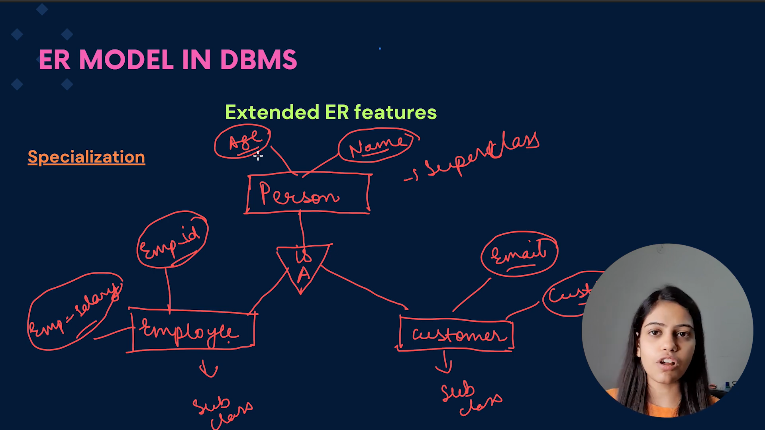 ER MODEL IN DBMS
Extended ER features
Specialization
Age
Name
→ Superclass
Person
Emp-id
IS
A
Email
Emp-salary
Cust
Employee
customer
Sub
class
Sub
class